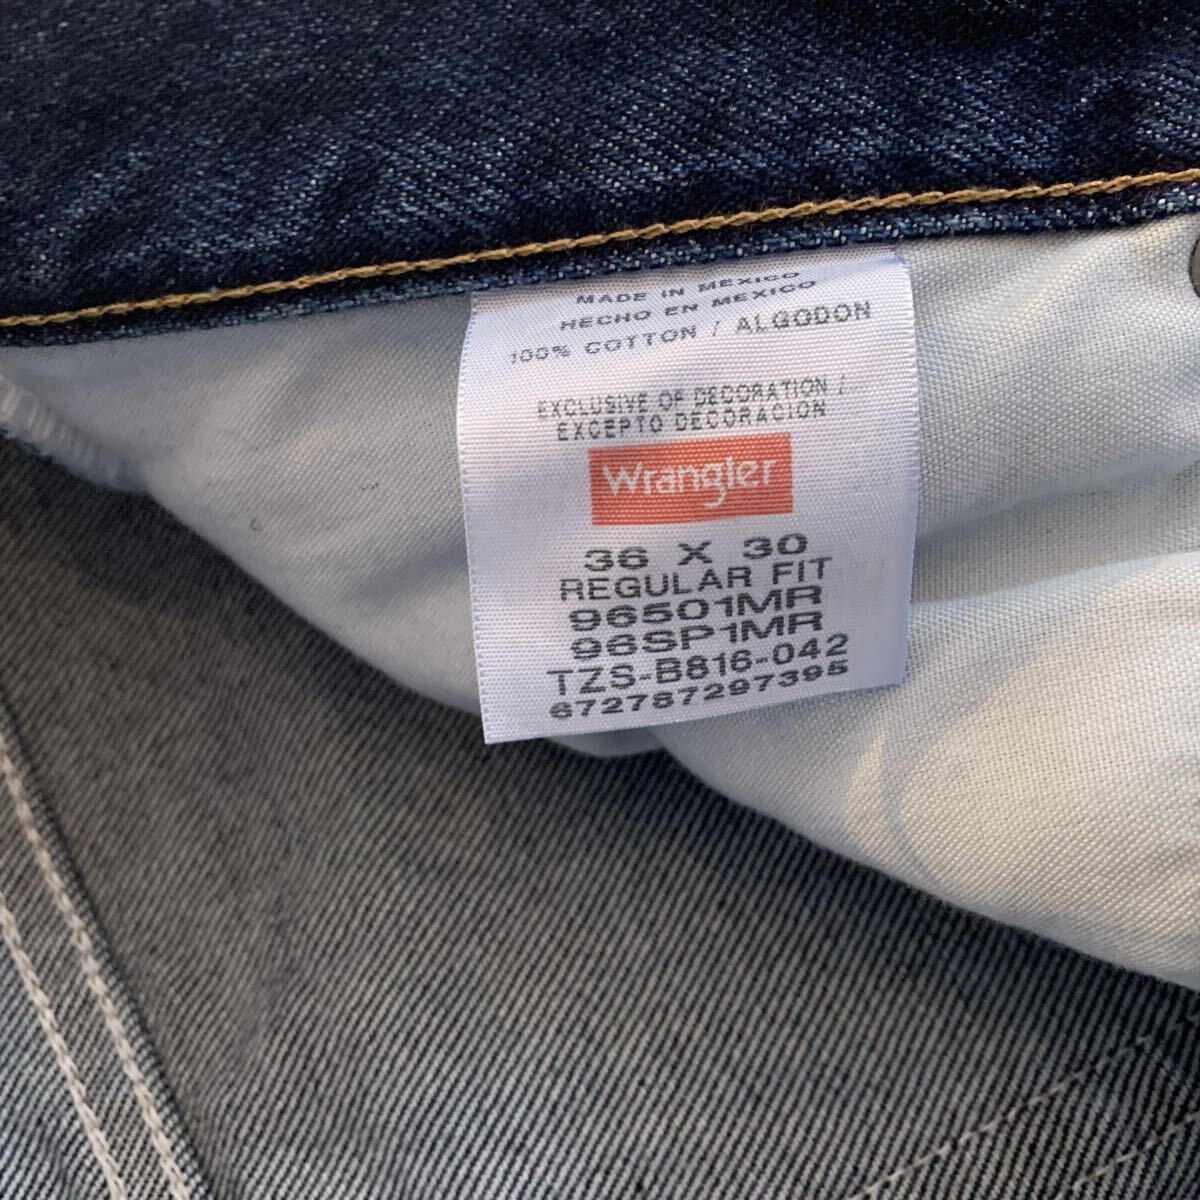 MADE IN MEXICO
HECHO EN MEXICO
100% COTTON / ALGODON
EXCLUSIVE OF DECORATION /
EXCEPTO DECORACION
Wrangler
36 X 30
REGULAR FIT
96501MR
96SP1MR
TZS-B816-042
672787297395